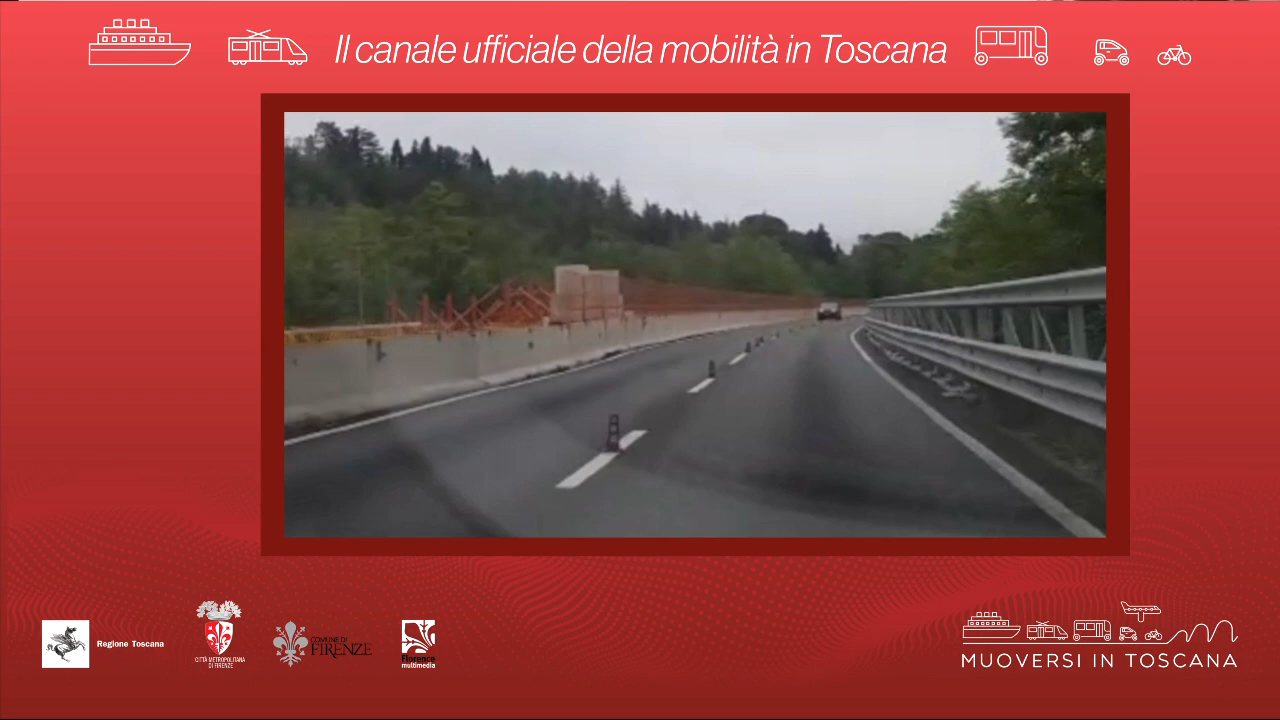 Il canale ufficiale della mobilità in Toscana
Regione Toscana
CITTÀ METROPOLITANA
DI FIRENZE
COMUNE DI
FIRENZE
Florence
multimedia
MUOVERSI IN TOSCANA